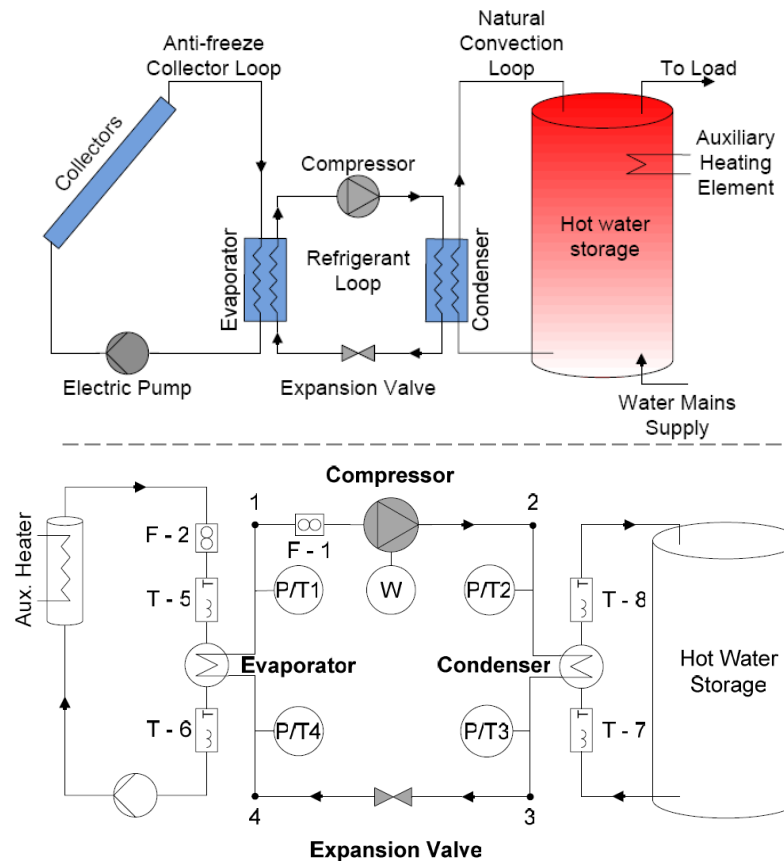 Anti-freeze
Collector Loop
Natural
Convection
Loop
To Load
Collectors
Compressor
Auxiliary
Heating
Element
Evaporator
Refrigerant
Loop
Condenser
Hot water
storage
Electric Pump
Expansion Valve
Water Mains
Supply
Compressor
1
2
F - 2
F - 1
Aux. Heater
T
T - 5
P/T1
W
P/T2
T
T - 8
Evaporator
Condenser
Hot Water
Storage
T - 6
T
P/T4
P/T3
T
T - 7
4
3
Expansion Valve